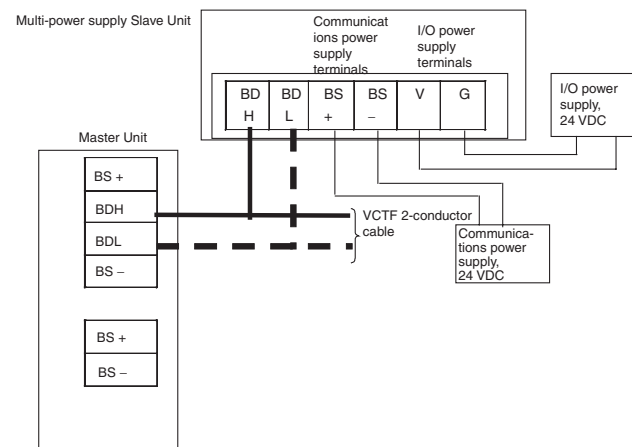 Multi-power supply Slave Unit
Communicat
ions power
supply
terminals
I/O power
supply
terminals
BD
H
BD
L
BS
+
BS
–
V
G
I/O power
supply,
24 VDC
Master Unit
BS +
BDH
BDL
BS –
BS +
BS –
VCTF 2-conductor
cable
Communica-
tions power
supply,
24 VDC